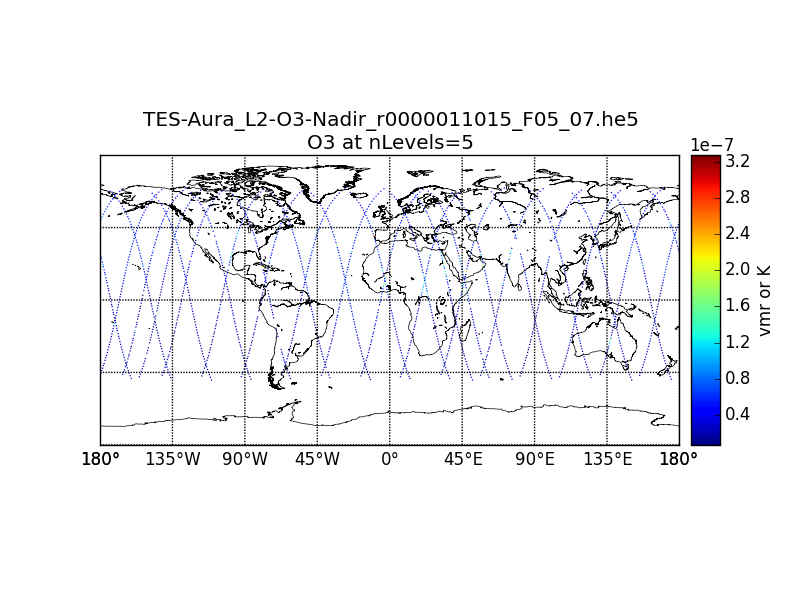 TES-Aura_L2-O3-Nadir_r0000011015_F05_07.he5
O3 at nLevels=5
1e−7
3.2
2.8
2.4
2.0
1.6
1.2
0.8
0.4
vmr or K
180° 135°W 90°W 45°W 0° 45°E 90°E 135°E 180°